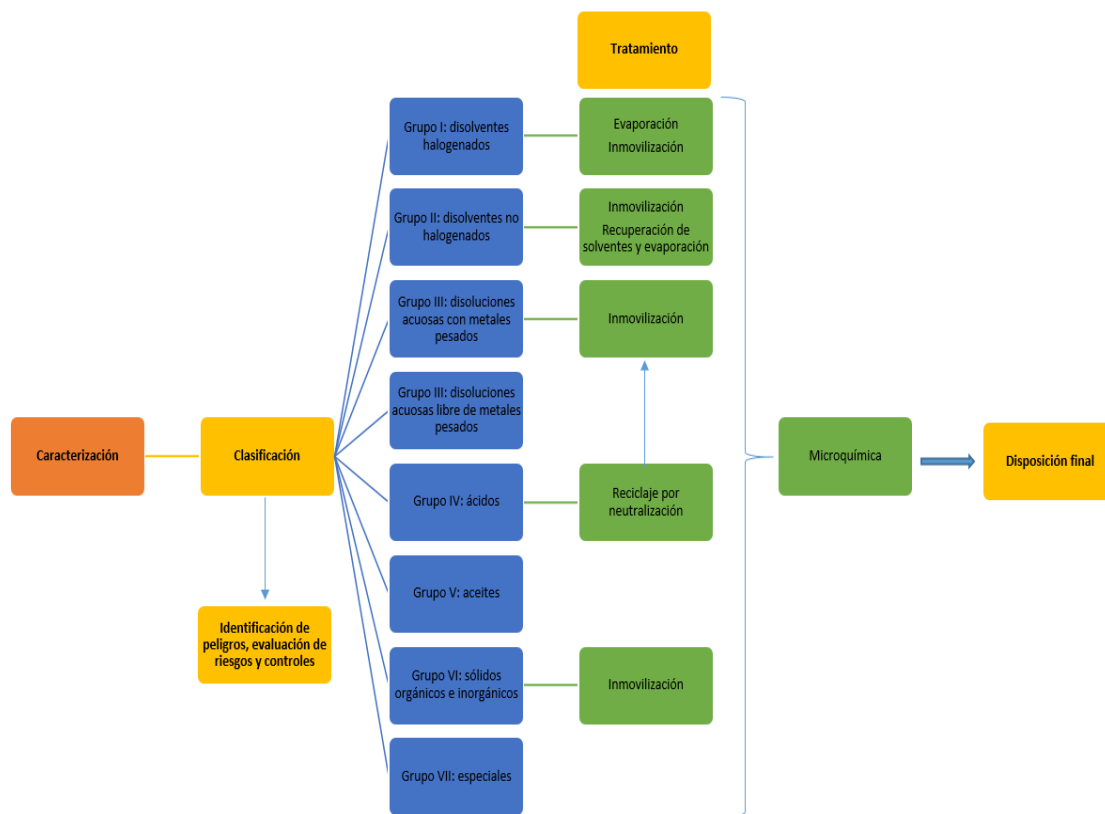 Tratamiento
Grupo I: disolventes
halogenados
Evaporación
Inmovilización
Grupo II: disolventes no
halogenados
Inmovilización
Recuperación de
solventes y evaporación
Grupo III: disoluciones
acuosas con metales
pesados
Inmovilización
Grupo III: disoluciones
acuosas libre de metales
pesados
Caracterización
Clasificación
Microquímica
Disposición final
Grupo IV: ácidos
Reciclaje por
neutralización
Grupo V: aceites
Identificación de
peligros, evaluación de
riesgos y controles
Grupo VI: sólidos
orgánicos e inorgánicos
Inmovilización
Grupo VII: especiales